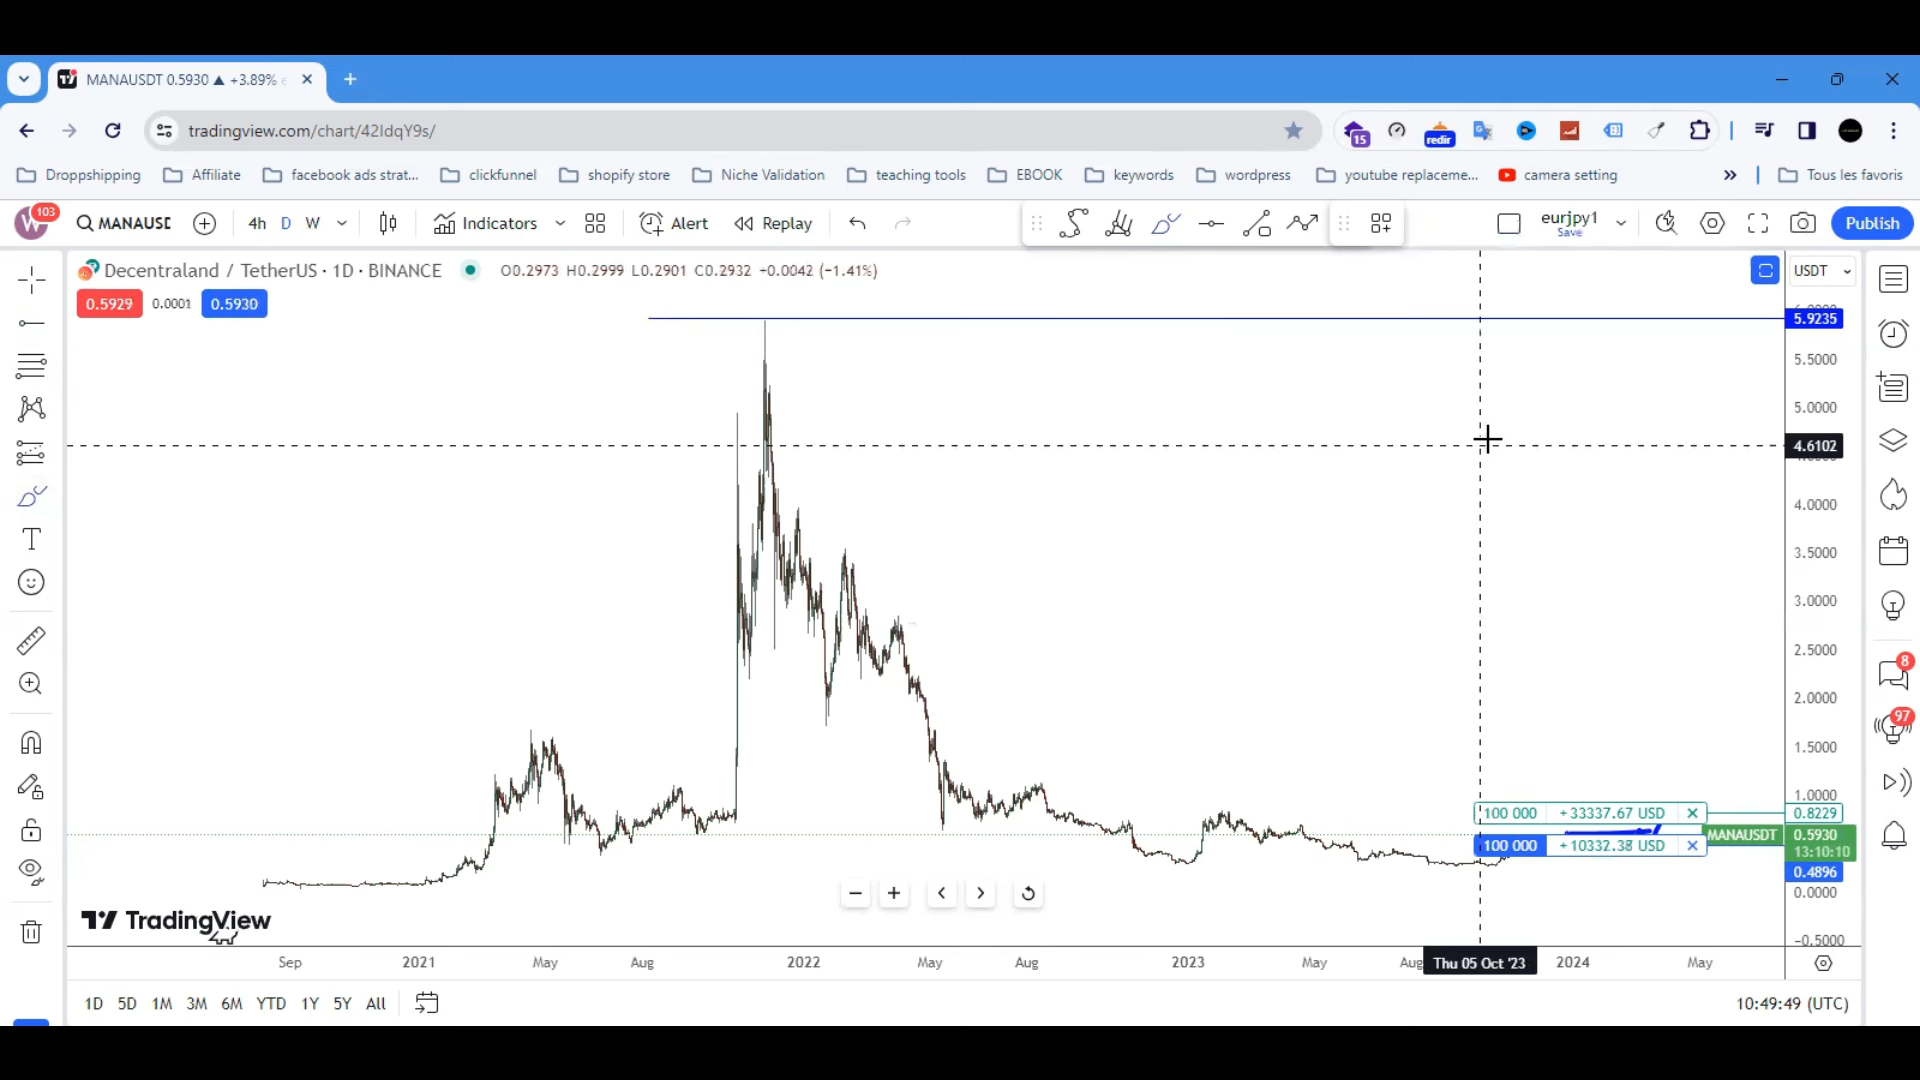 MANAUSDT 0.5930 ▲ +3.89%
tradingview.com/chart/42IdqY9s/
15
redir
Droppshipping
Affiliate
facebook ads strat...
clickfunnel
shopify store
Niche Validation
teaching tools
EBOOK
keywords
wordpress
youtube replaceme...
camera setting
Tous les favoris
W
103
MANAUSD
4h
D
W
Indicators
Alert
Replay
eurjpy1
Save
Publish
Decentraland / TetherUS · 1D · BINANCE
O0.2973 H0.2999 L0.2901 C0.2932 +0.0042 (−1.41%)
USDT
0.5929
0.0001
0.5930
5.9235
5.5000
5.0000
4.6102
4.0000
3.5000
3.0000
2.5000
2.0000
1.5000
1.0000
100 000
+33337.67 USD
0.8229
MANAUSDT
0.5930
13:10:10
100 000
+10332.38 USD
0.4896
0.0000
−0.5000
8
97
TradingView
Sep
2021
May
Aug
2022
May
Aug
2023
May
Aug
Thu 05 Oct '23
2024
May
1D
5D
1M
3M
6M
YTD
1Y
5Y
All
10:49:49 (UTC)